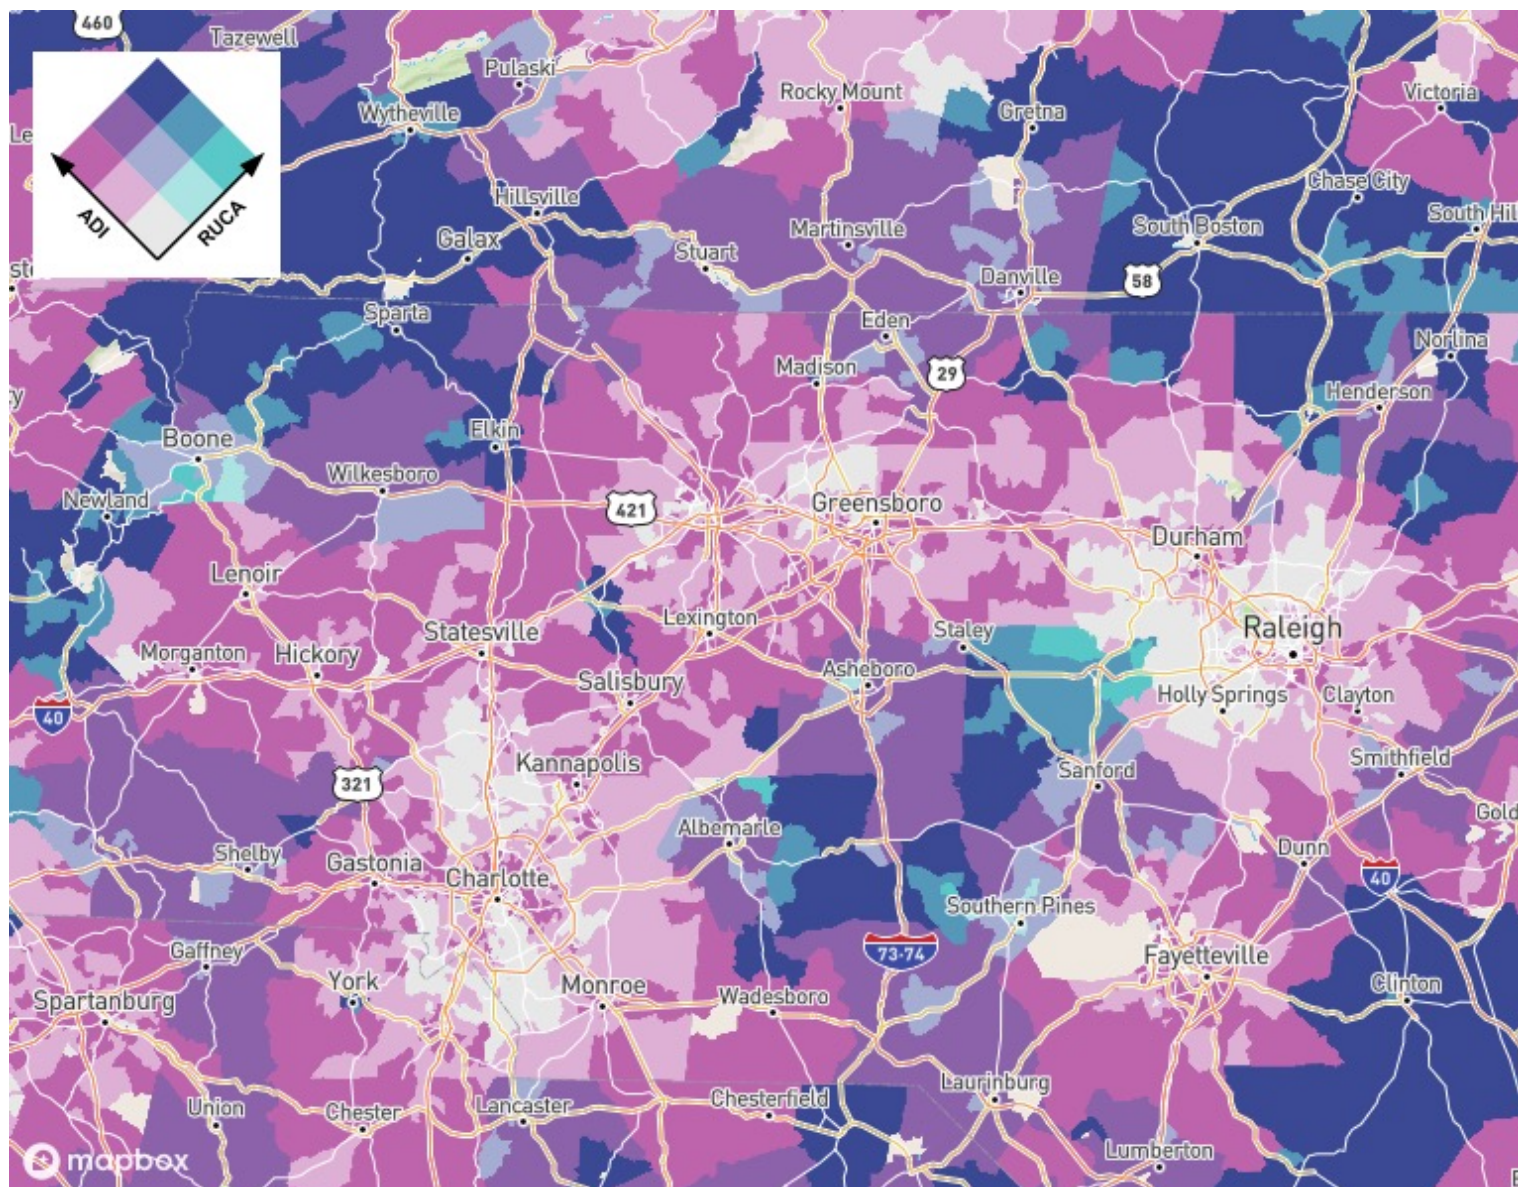 460
Tazewell
Pulaski
Wytheville
Rocky Mount
Gretna
Victoria
Le
ADI
RUCA
Hillsville
Galax
Stuart
Martinsville
Danville
58
South Boston
Chase City
South Hil
Sparta
Eden
Madison
29
Norlina
Henderson
ry
Boone
Elkin
Wilkesboro
Newland
421
Greensboro
Durham
Lenoir
Lexington
Staley
Raleigh
Statesville
Morganton
Hickory
Salisbury
Asheboro
Holly Springs
Clayton
40
321
Kannapolis
Sanford
Smithfield
Gold
Albemarle
Shelby
Gastonia
Charlotte
Dunn
40
Southern Pines
Gaffney
73-74
Fayetteville
York
Monroe
Wadesboro
Clinton
Spartanburg
Laurinburg
Union
Chester
Lancaster
Chesterfield
Lumberton
mapbox